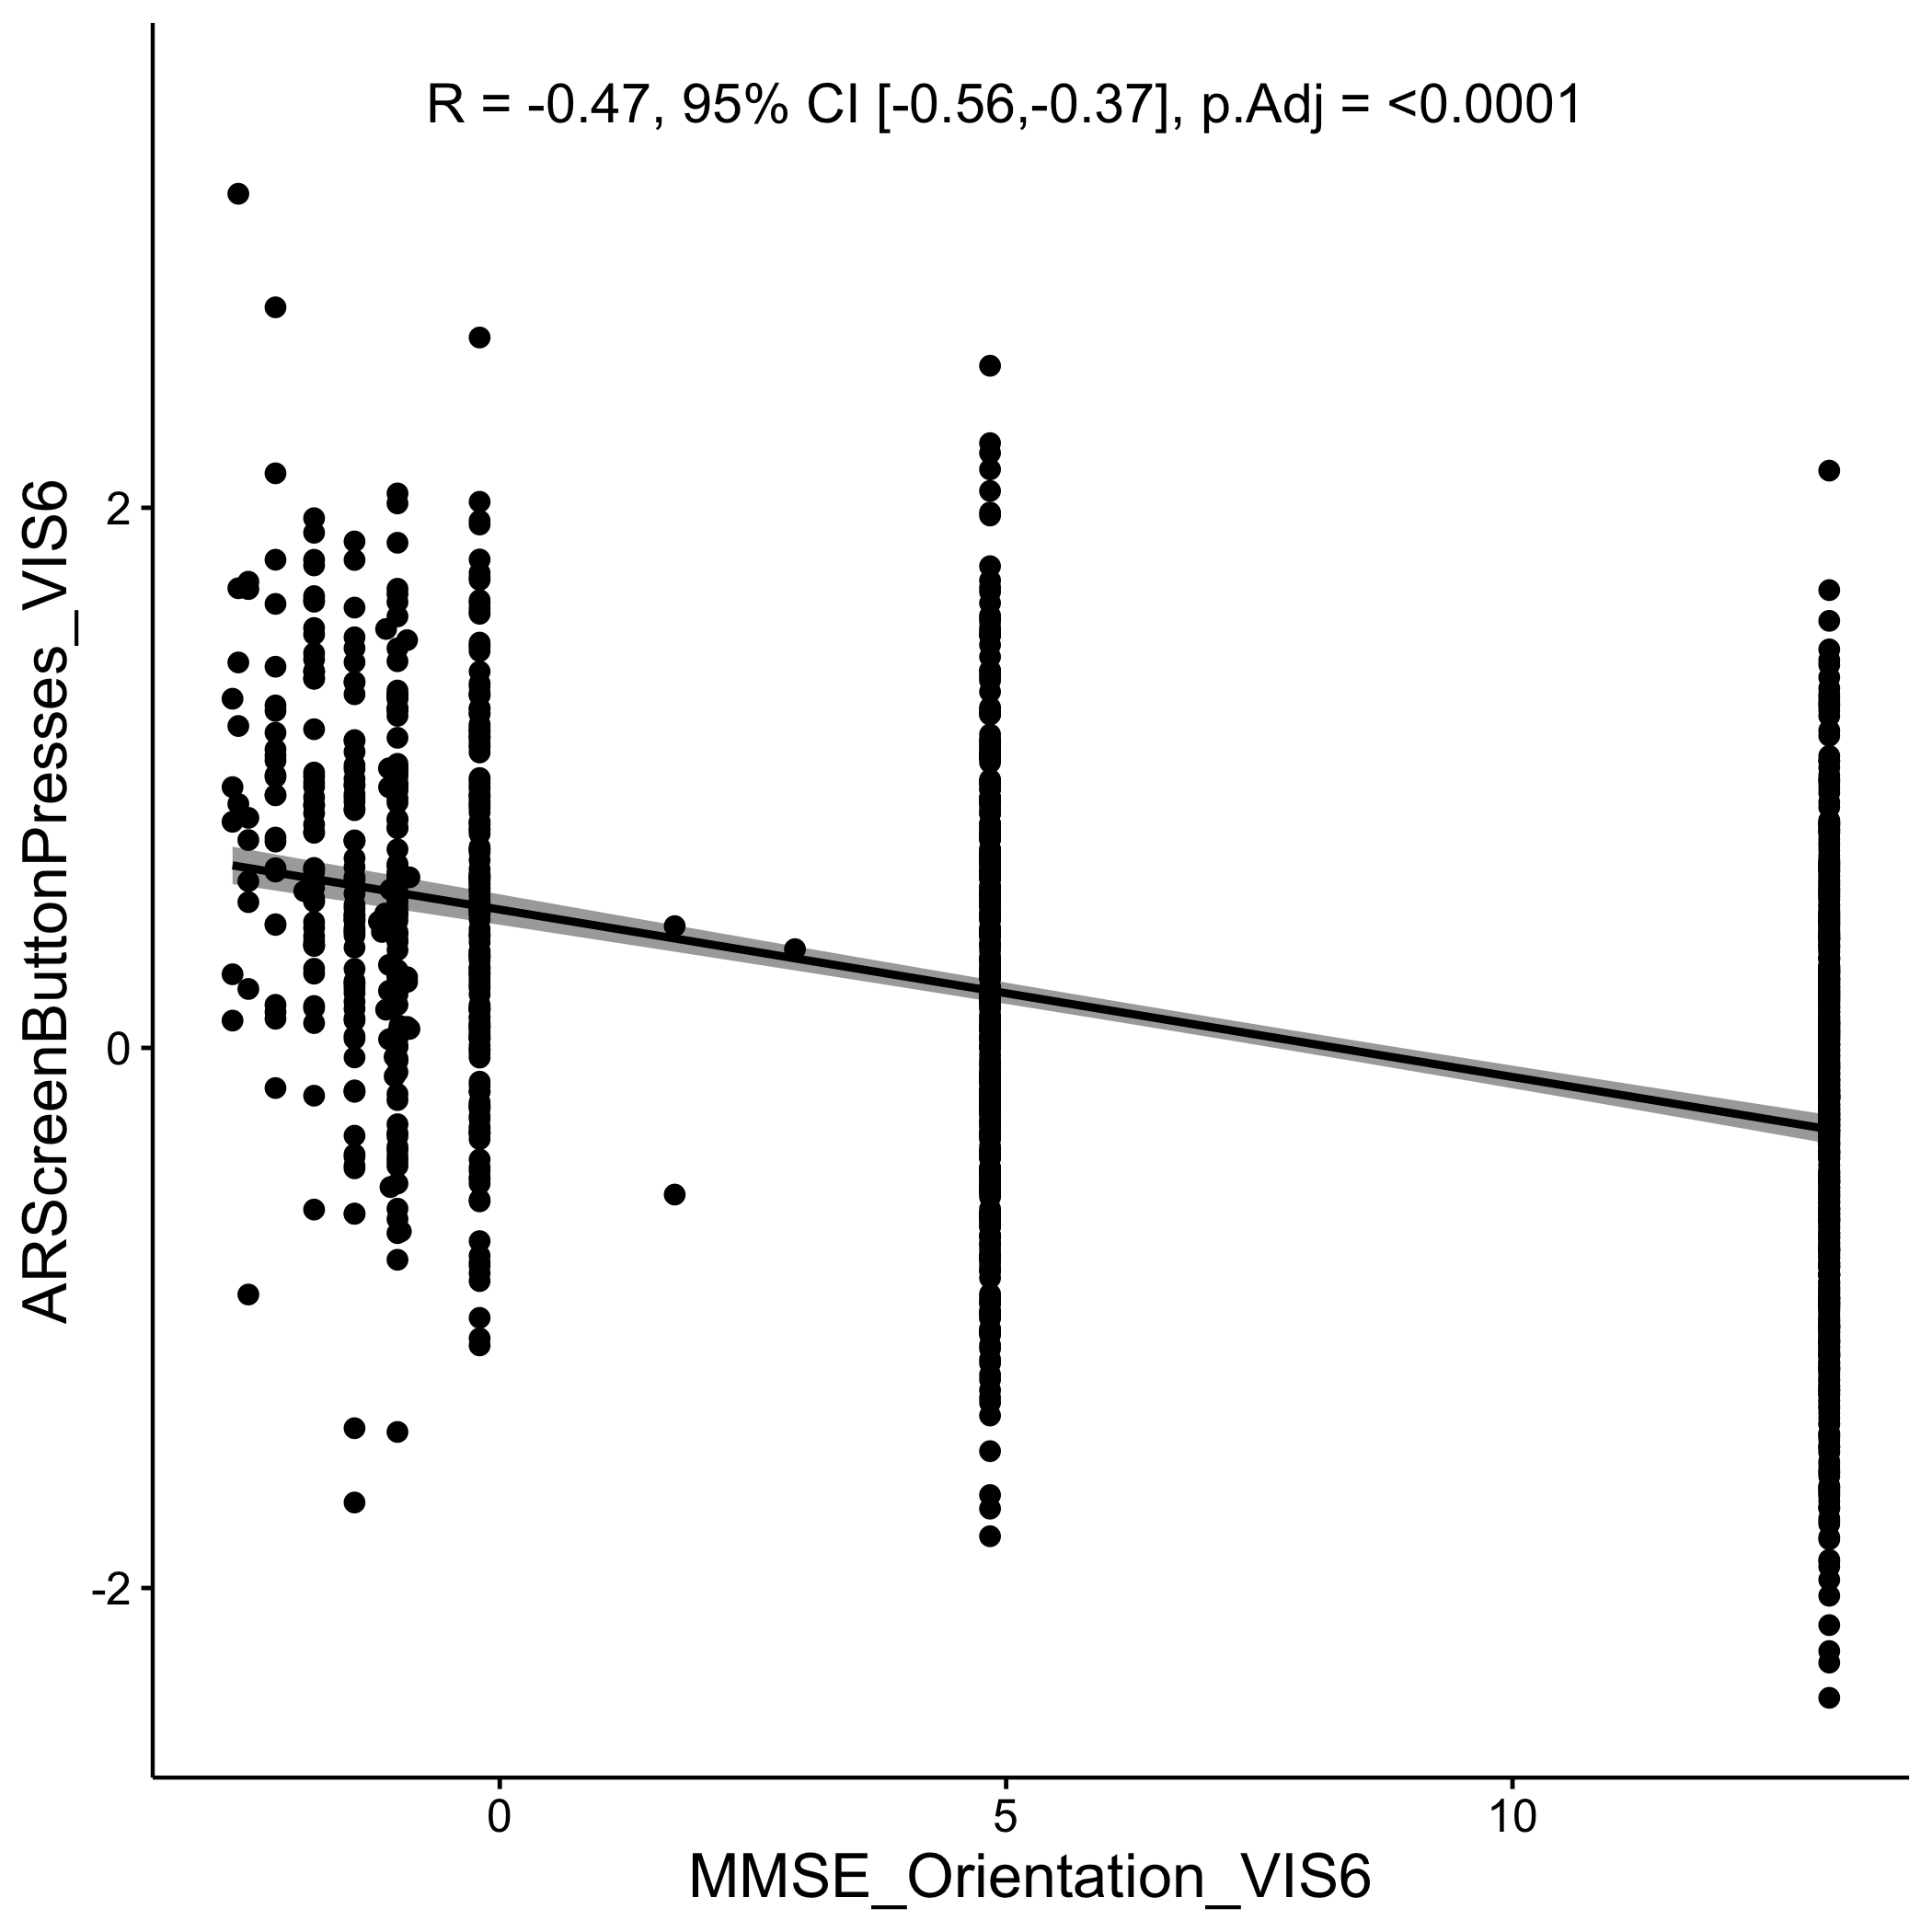 R = -0.47, 95% CI [-0.56,-0.37], p.Adj = <0.0001
ARScreenButtonPresses_VIS6
2
0
-2
0
5
10
MMSE_Orientation_VIS6